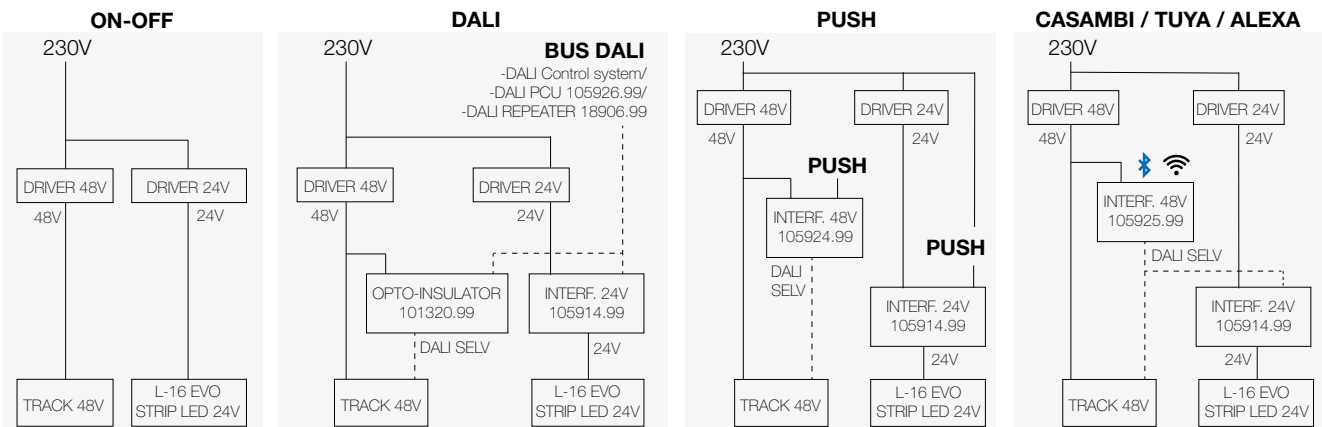 ON-OFF
230V
DRIVER 48V
DRIVER 24V
48V
24V
TRACK 48V
L-16 EVO
STRIP LED 24V
DALI
230V
BUS DALI
-DALI Control system/
-DALI PCU 105926.99/
-DALI REPEATER 18906.99
DRIVER 48V
DRIVER 24V
48V
24V
OPTO-INSULATOR
101320.99
INTERF. 24V
105914.99
DALI SELV
24V
TRACK 48V
L-16 EVO
STRIP LED 24V
PUSH
230V
DRIVER 48V
DRIVER 24V
48V
24V
PUSH
INTERF. 48V
105924.99
PUSH
DALI
SELV
INTERF. 24V
105914.99
24V
TRACK 48V
L-16 EVO
STRIP LED 24V
CASAMBI / TUYA / ALEXA
230V
DRIVER 48V
DRIVER 24V
48V
24V
INTERF. 48V
105925.99
DALI SELV
INTERF. 24V
105914.99
24V
TRACK 48V
L-16 EVO
STRIP LED 24V